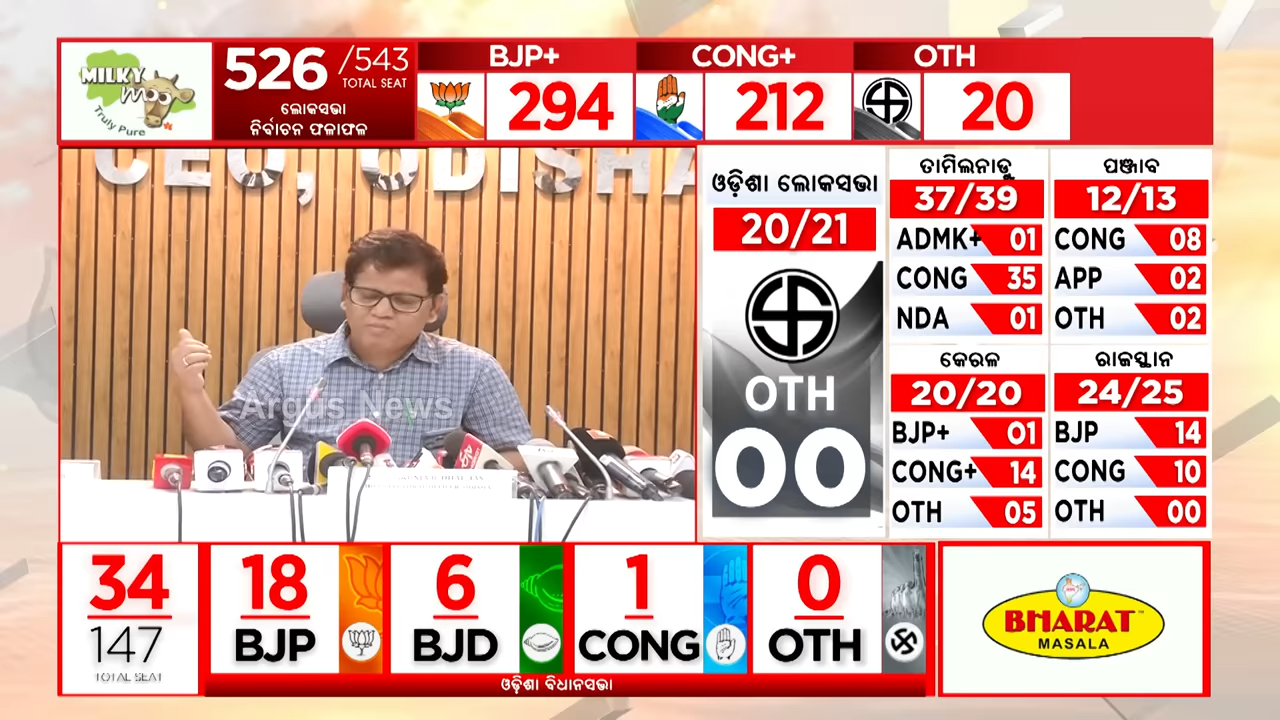 MILKY
moo
Truly Pure
526 /543
TOTAL SEAT
ଲୋକସଭା
ନିର୍ବାଚନ ଫଳାଫଳ
BJP+
294
CONG+
212
OTH
20
CEO, ODISHA
Argus News
ଓଡ଼ିଶା ଲୋକସଭା
20/21
OTH
00
ତାମିଲନାଡୁ
37/39
ADMK+ 01
CONG 35
NDA 01
ପଞ୍ଜାବ
12/13
CONG 08
APP 02
OTH 02
କେରଳ
20/20
BJP+ 01
CONG+ 14
OTH 05
ରାଜସ୍ଥାନ
24/25
BJP 14
CONG 10
OTH 00
34
147
TOTAL SEAT
18
BJP
6
BJD
1
CONG
0
OTH
ଓଡ଼ିଶା ବିଧାନସଭା
BHARAT
MASALA